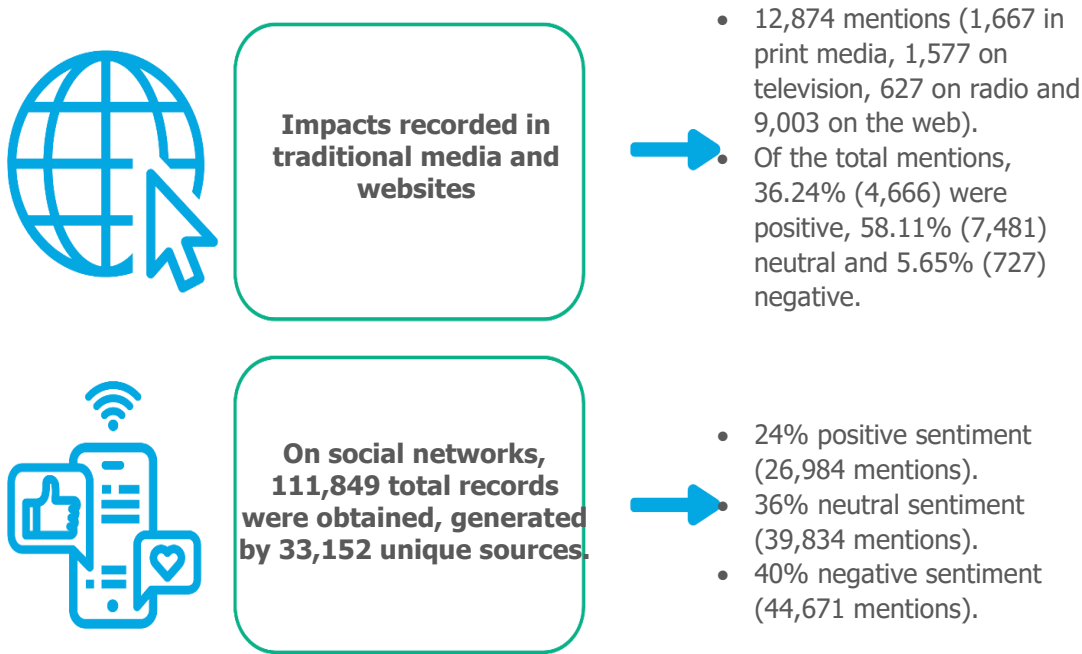 Impacts recorded in
traditional media and
websites
• 12,874 mentions (1,667 in
print media, 1,577 on
television, 627 on radio and
9,003 on the web).
• Of the total mentions,
36.24% (4,666) were
positive, 58.11% (7,481)
neutral and 5.65% (727)
negative.
On social networks,
111,849 total records
were obtained, generated
by 33,152 unique sources.
• 24% positive sentiment
(26,984 mentions).
• 36% neutral sentiment
(39,834 mentions).
• 40% negative sentiment
(44,671 mentions).